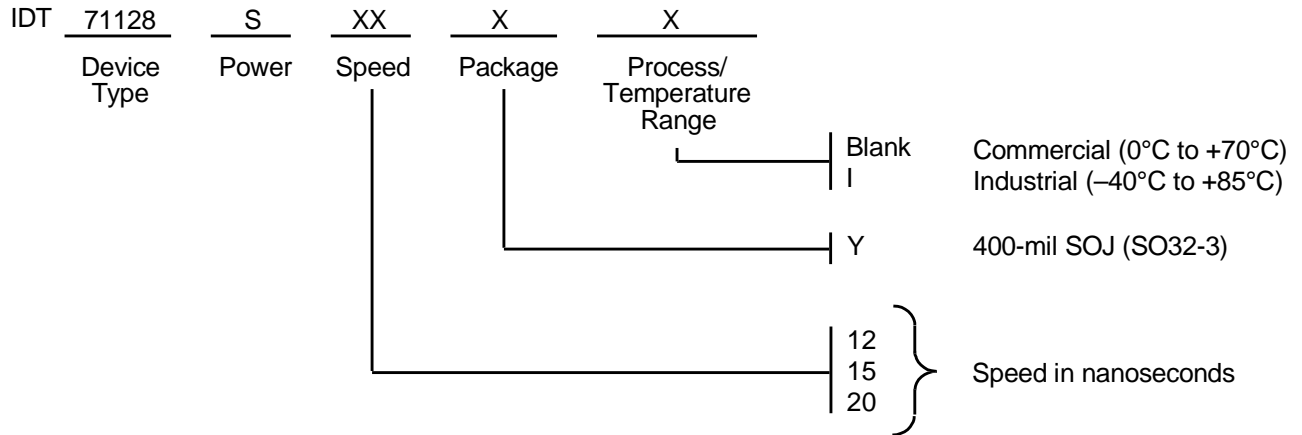 IDT 71128 S XX X X
Device Type
Power
Speed
Package
Process/
Temperature
Range
Blank Commercial (0°C to +70°C)
I Industrial (–40°C to +85°C)
Y 400-mil SOJ (SO32-3)
12
15
20
Speed in nanoseconds